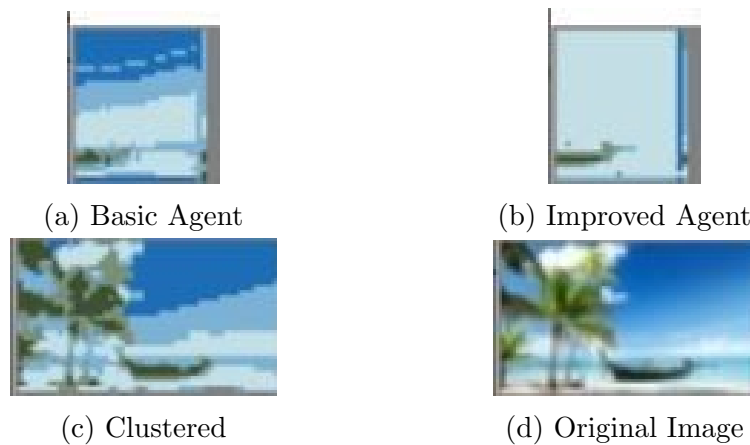 (a) Basic Agent
(b) Improved Agent
(c) Clustered
(d) Original Image